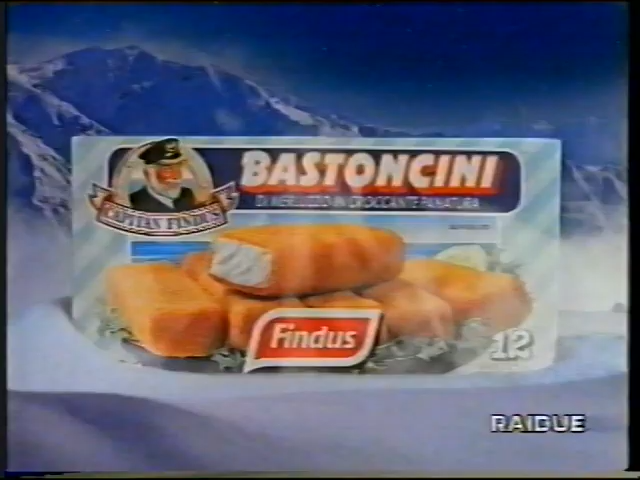 BASTONCINI
DI MERLUZZO IN CROCCANTE PANATURA
CAPITAN FINDUS
Findus
12
RAIDUE